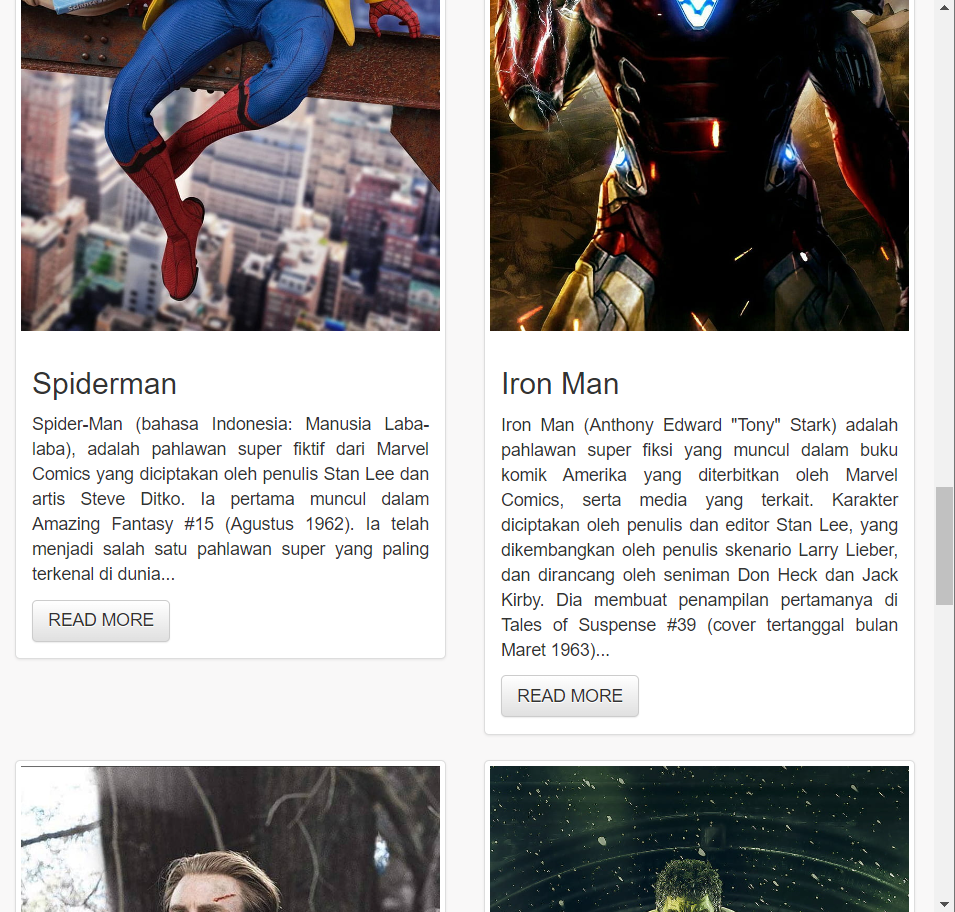 Spiderman
Spider-Man (bahasa Indonesia: Manusia Laba-
laba), adalah pahlawan super fiktif dari Marvel
Comics yang diciptakan oleh penulis Stan Lee dan
artis Steve Ditko. Ia pertama muncul dalam
Amazing Fantasy #15 (Agustus 1962). Ia telah
menjadi salah satu pahlawan super yang paling
terkenal di dunia...
READ MORE
Iron Man
Iron Man (Anthony Edward "Tony" Stark) adalah
pahlawan super fiksi yang muncul dalam buku
komik Amerika yang diterbitkan oleh Marvel
Comics, serta media yang terkait. Karakter
diciptakan oleh penulis dan editor Stan Lee, yang
dikembangkan oleh penulis skenario Larry Lieber,
dan dirancang oleh seniman Don Heck dan Jack
Kirby. Dia membuat penampilan pertamanya di
Tales of Suspense #39 (cover tertanggal bulan
Maret 1963)...
READ MORE